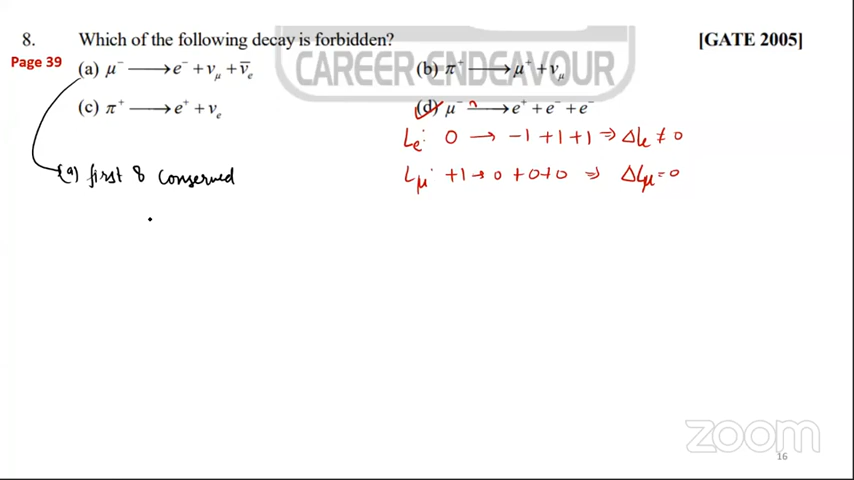 8. Which of the following decay is forbidden? [GATE 2005]
Page 39
(a) μ⁻ ⟶ e⁻ + ν_μ + ν̄_e (b) π⁺ ⟶ μ⁺ + ν_μ
CAREER ENDEAVOUR
(c) π⁺ ⟶ e⁺ + ν_e (d) μ⁻ ⟶ e⁺ + e⁻ + e⁻
L_e: 0 → -1 +1 +1 ⇒ ΔL_e ≠ 0
(a) first 8 conserved L_μ: +1 → 0 + 0 + 0 ⇒ ΔL_μ = 0
zoom
16